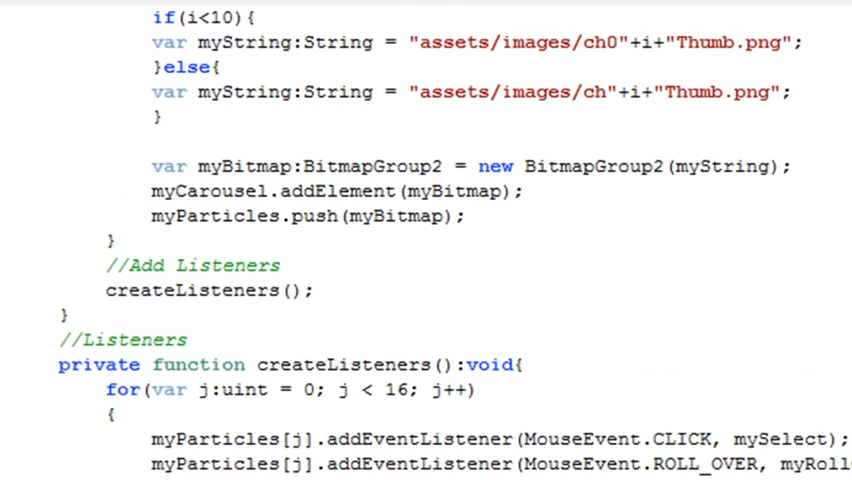 if(i<10){
var myString:String = "assets/images/ch0"+i+"Thumb.png";
}else{
var myString:String = "assets/images/ch"+i+"Thumb.png";
}
var myBitmap:BitmapGroup2 = new BitmapGroup2(myString);
myCarousel.addElement(myBitmap);
myParticles.push(myBitmap);
}
//Add Listeners
createListeners();
}
//Listeners
private function createListeners():void{
for(var j:uint = 0; j < 16; j++)
{
myParticles[j].addEventListener(MouseEvent.CLICK, mySelect);
myParticles[j].addEventListener(MouseEvent.ROLL_OVER,